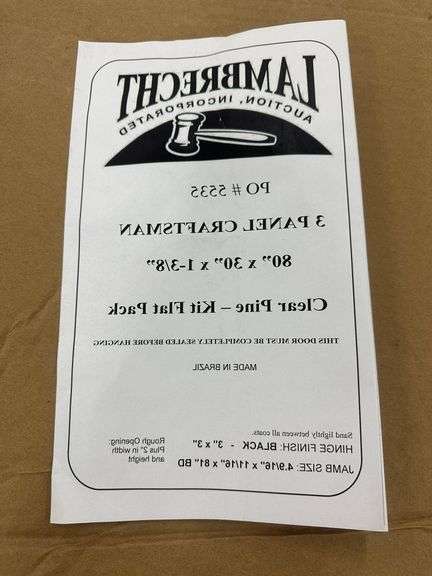 LAMBRECHT
AUCTION, INCORPORATED
PO # 5535
3 PANEL CRAFTSMAN
80” x 30” x 1-3/8”
Clear Pine – Kit Flat Pack
THIS DOOR MUST BE COMPLETELY SEALED BEFORE HANGING
MADE IN BRAZIL
Sand lightly between all coats.
HINGE FINISH: BLACK - 3" x 3"
JAMB SIZE: 4.9/16" x 11/16" x 81" BD
Rough Opening:
Plus 2" in width
and height